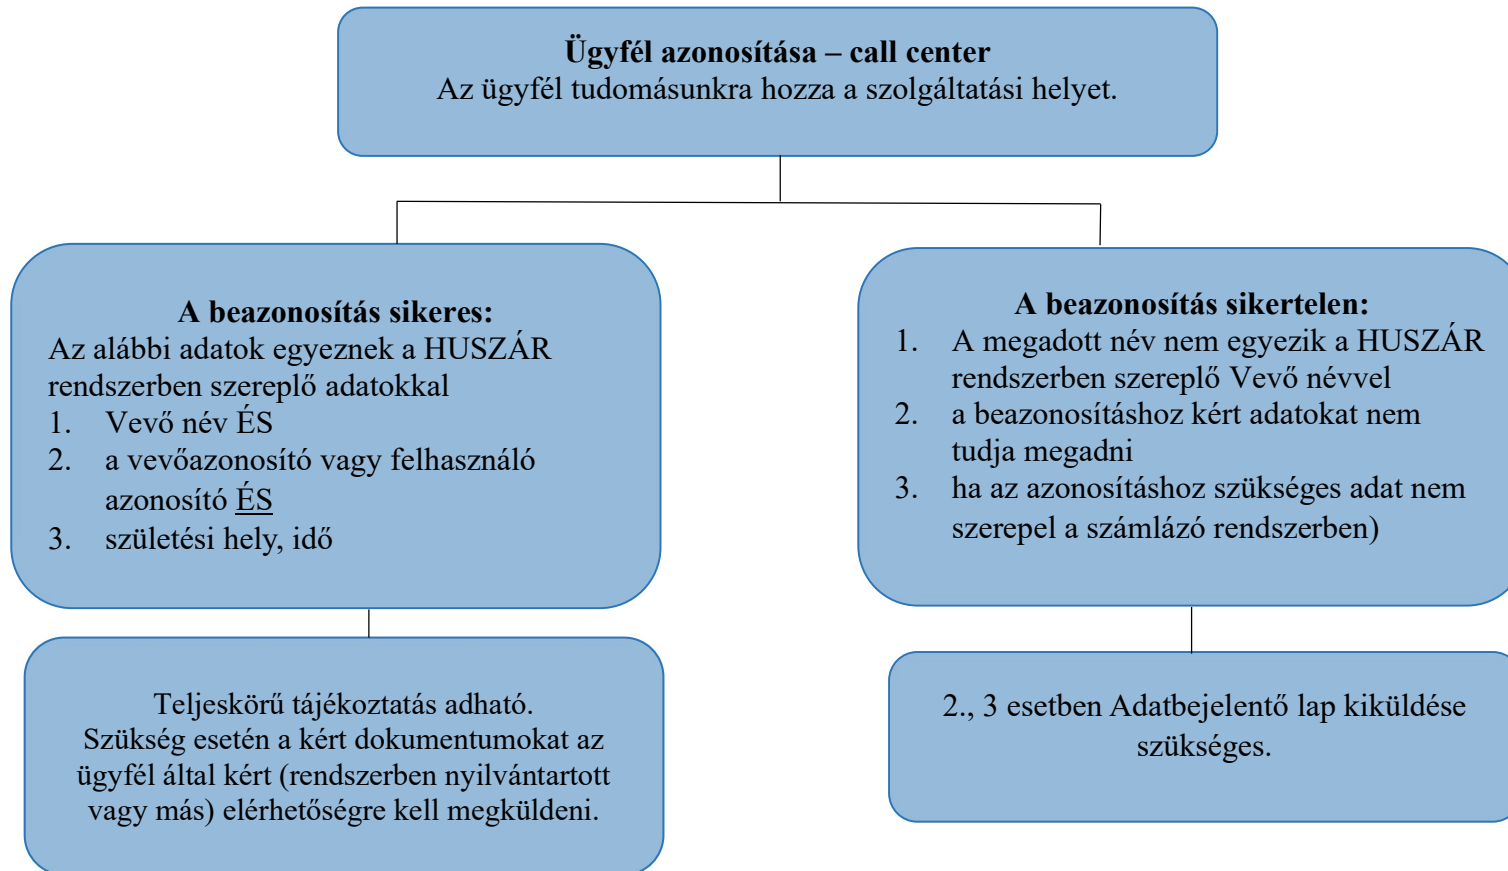 Ügyfél azonosítása – call center
Az ügyfél tudomásunkra hozza a szolgáltatási helyet.
A beazonosítás sikeres:
Az alábbi adatok egyeznek a HUSZÁR
rendszerben szereplő adatokkal
1. Vevő név ÉS
2. a vevőazonosító vagy felhasználó
azonosító ÉS
3. születési hely, idő
A beazonosítás sikertelen:
1. A megadott név nem egyezik a HUSZÁR
rendszerben szereplő Vevő névvel
2. a beazonosításhoz kért adatokat nem
tudja megadni
3. ha az azonosításhoz szükséges adat nem
szerepel a számlázó rendszerben)
Teljeskörű tájékoztatás adható.
Szükség esetén a kért dokumentumokat az
ügyfél által kért (rendszerben nyilvántartott
vagy más) elérhetőségre kell megküldeni.
2., 3 esetben Adatbejelentő lap kiküldése
szükséges.